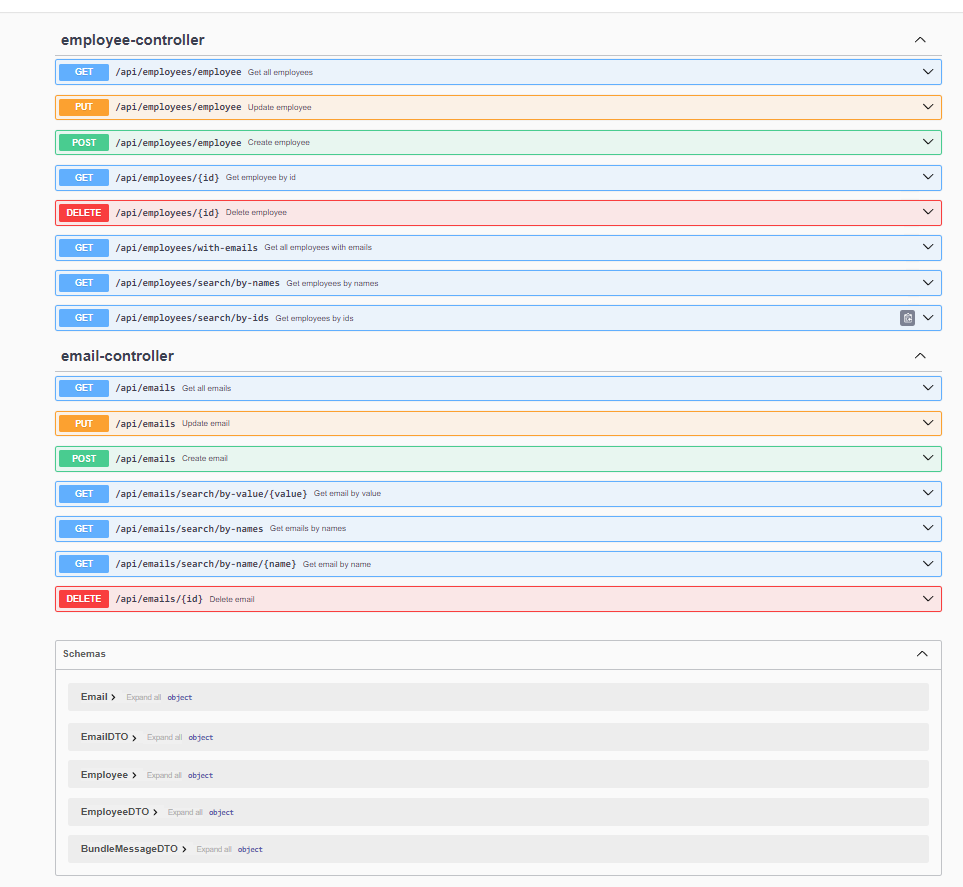 employee-controller
GET /api/employees/employee Get all employees
PUT /api/employees/employee Update employee
POST /api/employees/employee Create employee
GET /api/employees/{id} Get employee by id
DELETE /api/employees/{id} Delete employee
GET /api/employees/with-emails Get all employees with emails
GET /api/employees/search/by-names Get employees by names
GET /api/employees/search/by-ids Get employees by ids
email-controller
GET /api/emails Get all emails
PUT /api/emails Update email
POST /api/emails Create email
GET /api/emails/search/by-value/{value} Get email by value
GET /api/emails/search/by-names Get emails by names
GET /api/emails/search/by-name/{name} Get email by name
DELETE /api/emails/{id} Delete email
Schemas
Email Expand all object
EmailDTO Expand all object
Employee Expand all object
EmployeeDTO Expand all object
BundleMessageDTO Expand all object